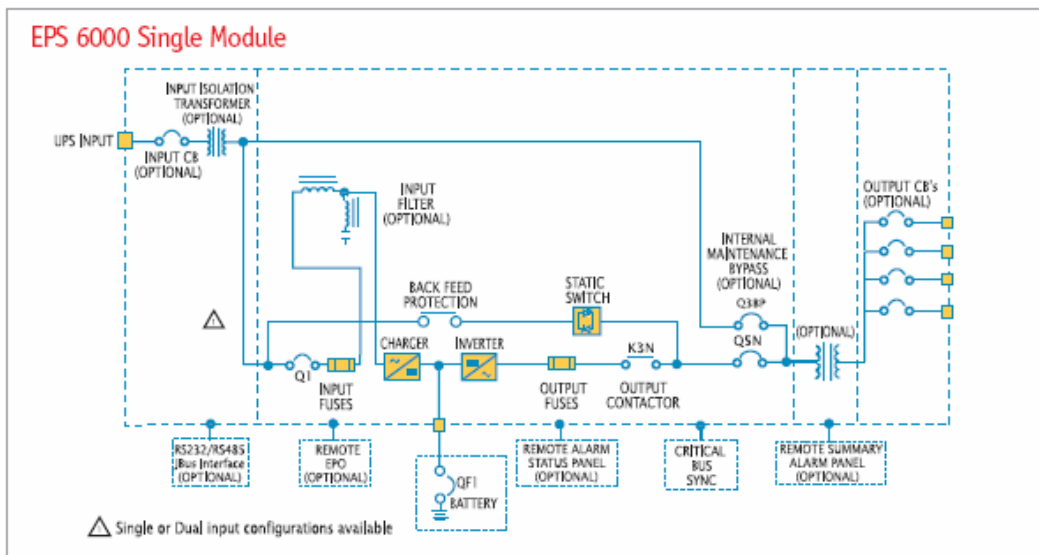 EPS 6000 Single Module
INPUT ISOLATION
TRANSFORMER
(OPTIONAL)
UPS INPUT
INPUT CB
(OPTIONAL)
INPUT
FILTER
(OPTIONAL)
OUTPUT CB's
(OPTIONAL)
INTERNAL
MAINTENANCE
BYPASS
(OPTIONAL)
Q3BP
BACK FEED
PROTECTION
STATIC
SWITCH
(OPTIONAL)
CHARGER
INVERTER
K3N
Q5N
Q1
INPUT
FUSES
OUTPUT
FUSES
OUTPUT
CONTACTOR
RS232/RS485
JBus Interface
(OPTIONAL)
REMOTE
EPO
(OPTIONAL)
QF1
BATTERY
REMOTE ALARM
STATUS PANEL
(OPTIONAL)
CRITICAL
BUS
SYNC
REMOTE SUMMARY
ALARM PANEL
(OPTIONAL)
Single or Dual input configurations available